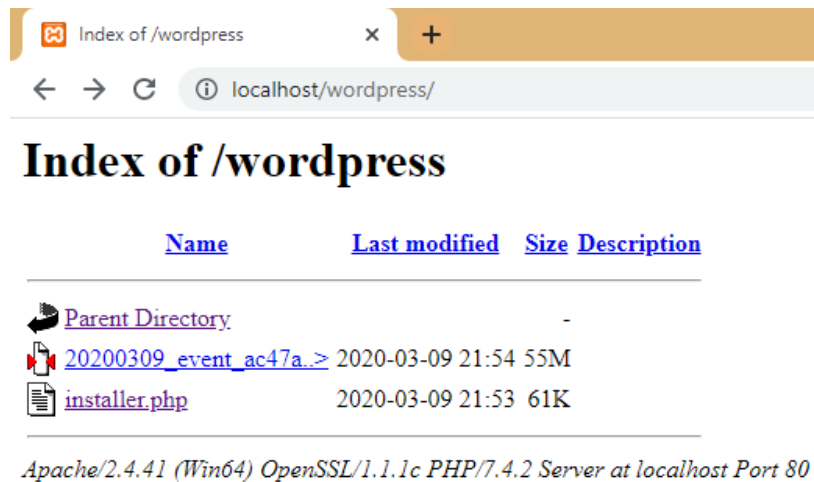 Index of /wordpress
localhost/wordpress/
Index of /wordpress
Name Last modified Size Description
Parent Directory -
20200309_event_ac47a..> 2020-03-09 21:54 55M
installer.php 2020-03-09 21:53 61K
Apache/2.4.41 (Win64) OpenSSL/1.1.1c PHP/7.4.2 Server at localhost Port 80